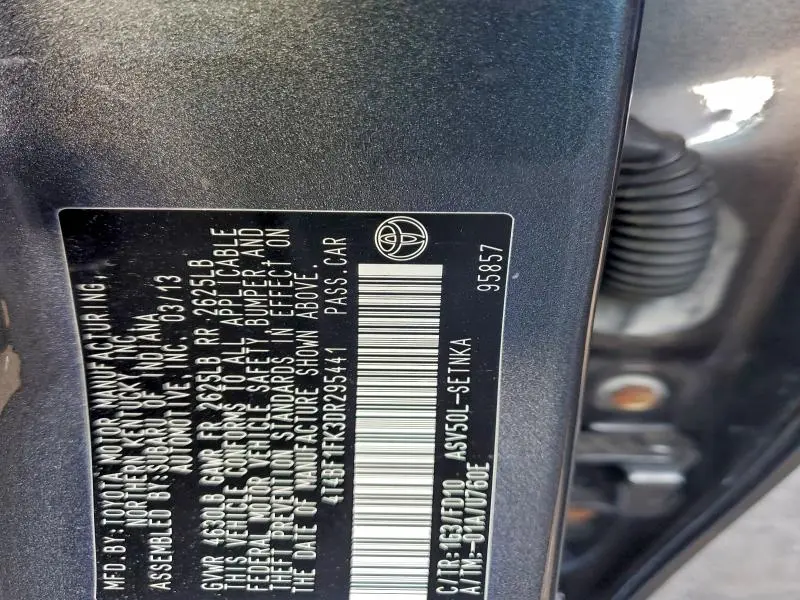 MFD. BY: TOYOTA MOTOR MANUFACTURING,
NORTHERN KENTUCKY, INC.
ASSEMBLED BY: SUBARU OF INDIANA
AUTOMOTIVE, INC. 03/13
GVWR 4630LB GAWR FR 2625LB RR 2625LB
THIS VEHICLE CONFORMS TO ALL APPLICABLE
FEDERAL MOTOR VEHICLE SAFETY, BUMPER, AND
THEFT PREVENTION STANDARDS IN EFFECT ON
THE DATE OF MANUFACTURE SHOWN ABOVE.
4T4BF1FK3DR295441 PASS.CAR
C/TR:1G3/FD10 ASV50L-SETNKA
A/TM:-01A/U760E
95857